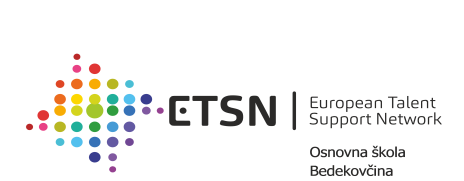 ETSN
European Talent
Support Network
Osnovna škola
Bedekovčina